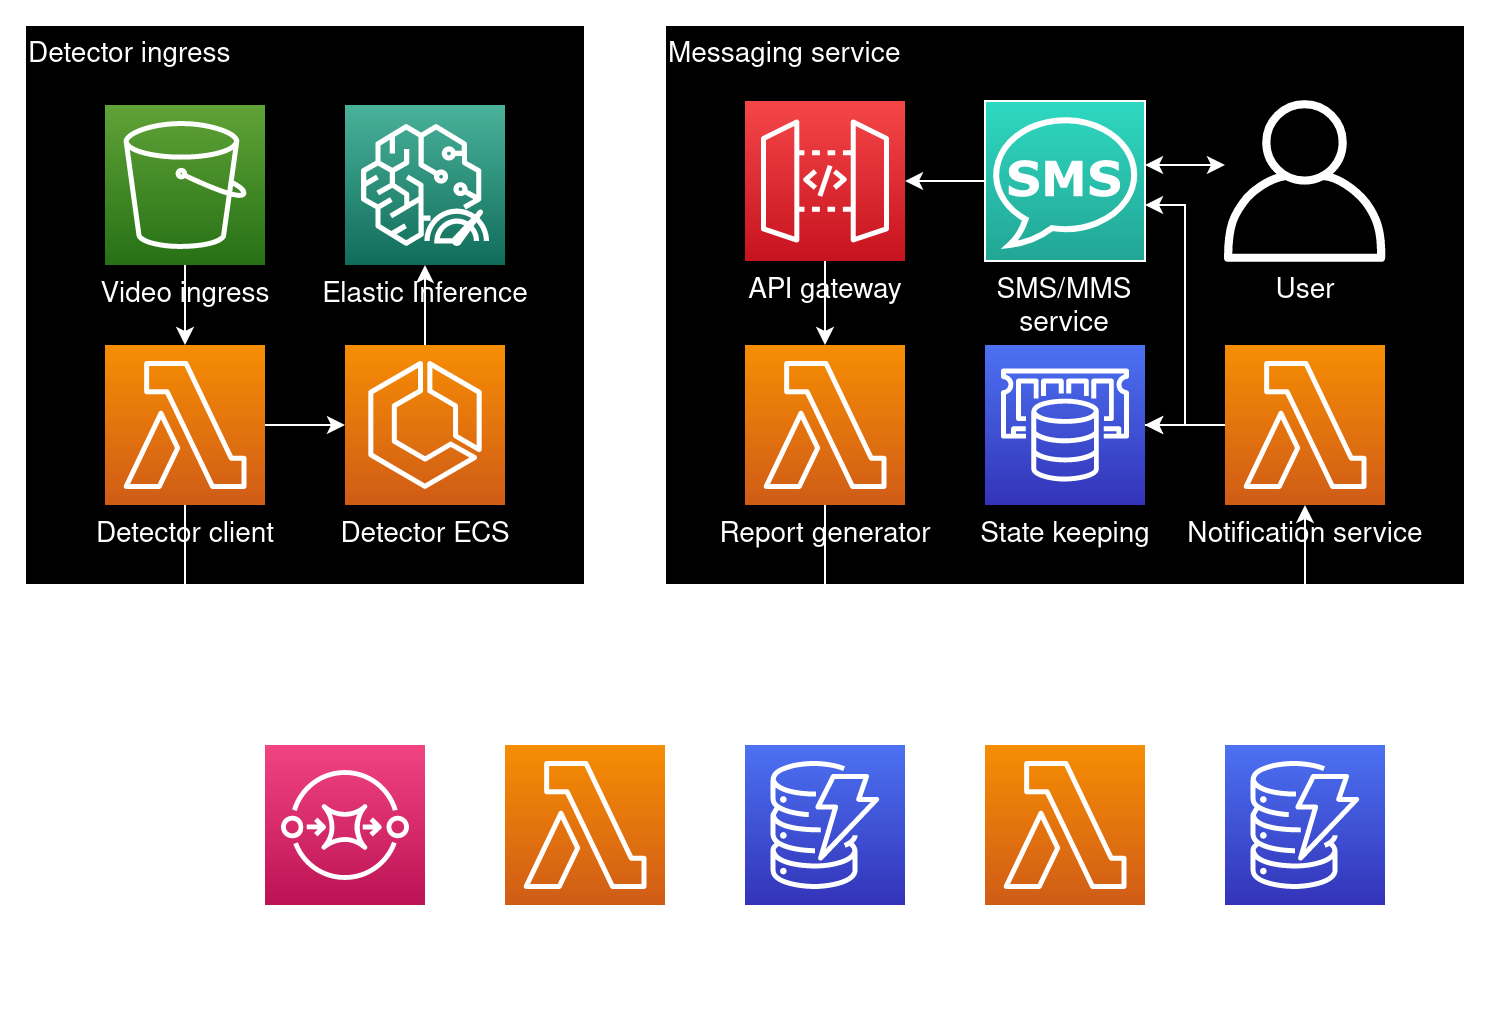 Detector ingress
Video ingress
Elastic Inference
Detector client
Detector ECS
Messaging service
API gateway
SMS
SMS/MMS
service
User
Report generator
State keeping
Notification service